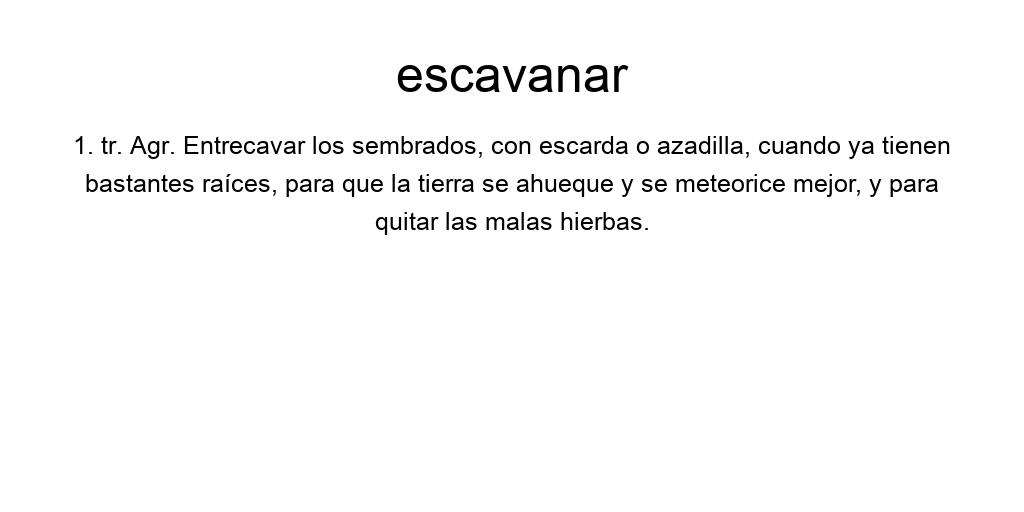 escavanar
1. tr. Agr. Entrecavar los sembrados, con escarda o azadilla, cuando ya tienen
bastantes raíces, para que la tierra se ahueque y se meteorice mejor, y para
quitar las malas hierbas.